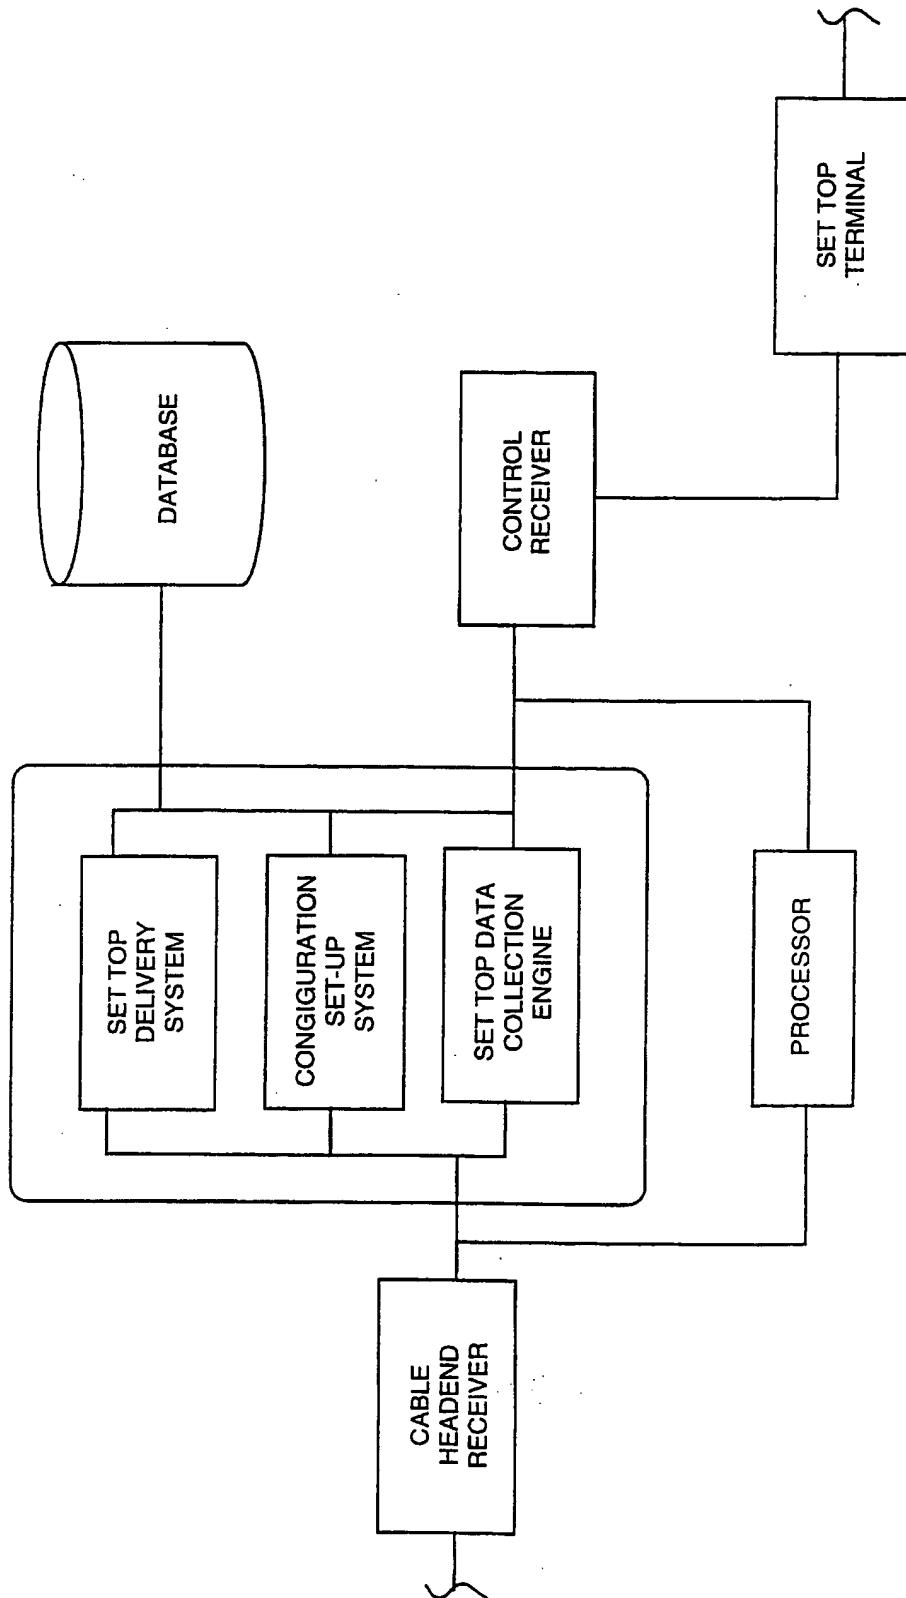 SET TOP
DELIVERY
SYSTEM
CONGIGURATION
SET-UP
SYSTEM
SET TOP DATA
COLLECTION
ENGINE
DATABASE
CABLE
HEADEND
RECEIVER
CONTROL
RECEIVER
PROCESSOR
SET TOP
TERMINAL